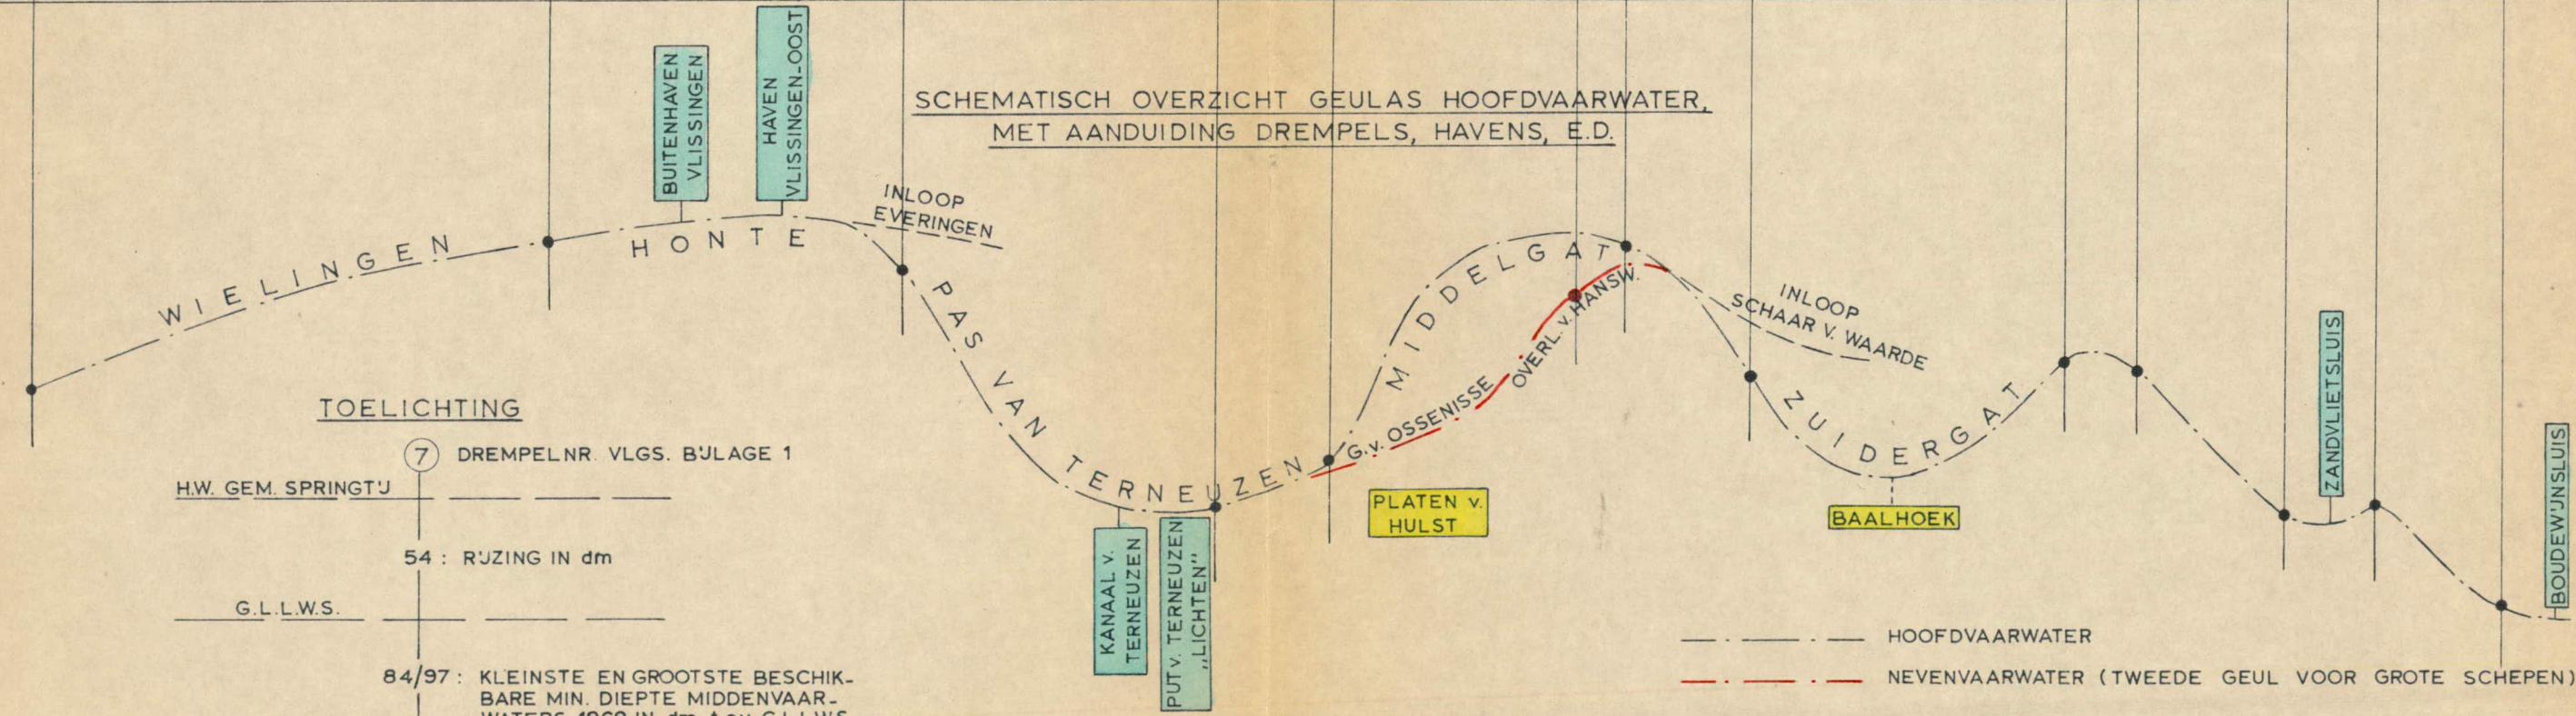 SCHEMATISCH OVERZICHT GEULAS HOOFDVAARWATER,
MET AANDUIDING DREMPELS, HAVENS, E.D.
BUITENHAVEN
VLISSINGEN
HAVEN
VLISSINGEN-OOST
INLOOP
EVERINGEN
WIELINGEN
HONTE
PAS VAN TERNEUZEN
MIDDELGAT
G.v. OSSENISSE
OVERL. v. HANSW.
INLOOP
SCHAAR V. WAARDE
ZUIDERGAT
ZANDVLIETSLUIS
BOUDEWIJNSLUIS
PLATEN v.
HULST
BAALHOEK
KANAAL v.
TERNEUZEN
PUT v. TERNEUZEN
„LICHTEN"
TOELICHTING
7 DREMPELNR. VLGS. BIJLAGE 1
H.W. GEM. SPRINGTIJ
54 : RIJZING IN dm
G.L.L.W.S.
84/97 : KLEINSTE EN GROOTSTE BESCHIK-
BARE MIN. DIEPTE MIDDENVAAR-
HOOFDVAARWATER
NEVENVAARWATER (TWEEDE GEUL VOOR GROTE SCHEPEN)